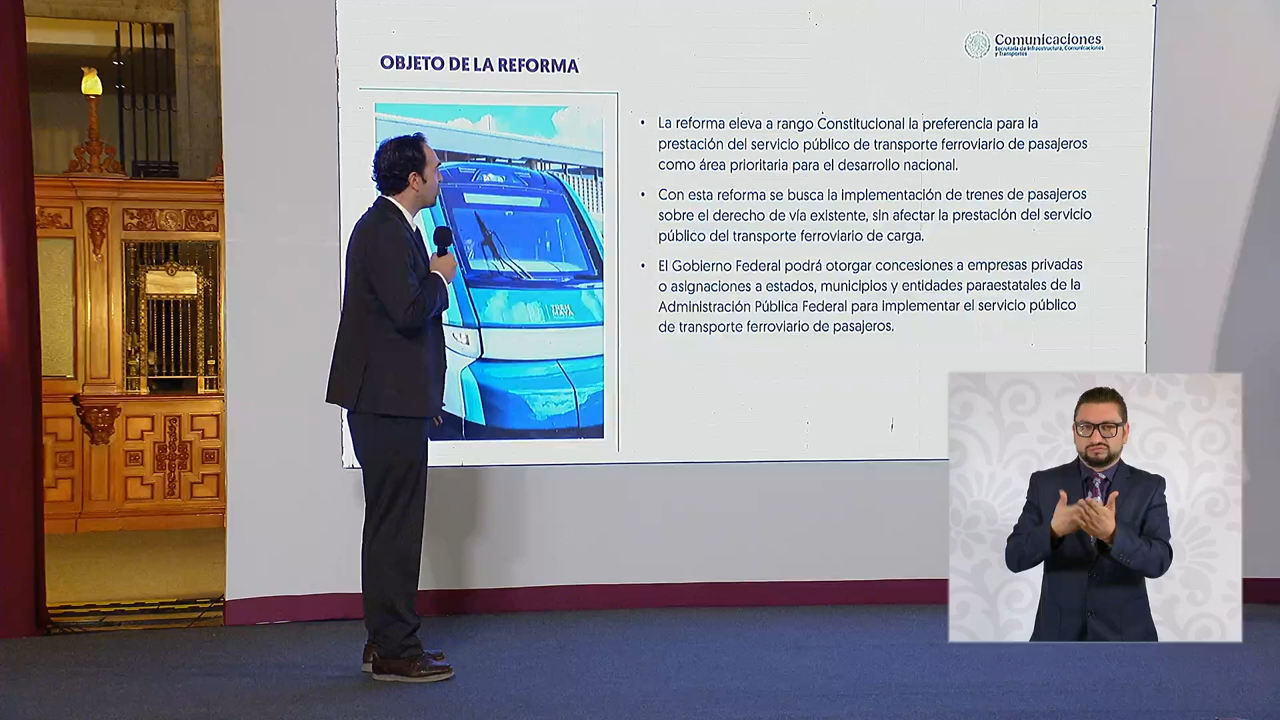 Comunicaciones
Secretaría de Infraestructura, Comunicaciones
y Transportes
OBJETO DE LA REFORMA
• La reforma eleva a rango Constitucional la preferencia para la
prestación del servicio público de transporte ferroviario de pasajeros
como área prioritaria para el desarrollo nacional.
• Con esta reforma se busca la implementación de trenes de pasajeros
sobre el derecho de vía existente, sin afectar la prestación del servicio
público del transporte ferroviario de carga.
• El Gobierno Federal podrá otorgar concesiones a empresas privadas
o asignaciones a estados, municipios y entidades paraestatales de la
Administración Pública Federal para implementar el servicio público
de transporte ferroviario de pasajeros.
TREN
MAYA